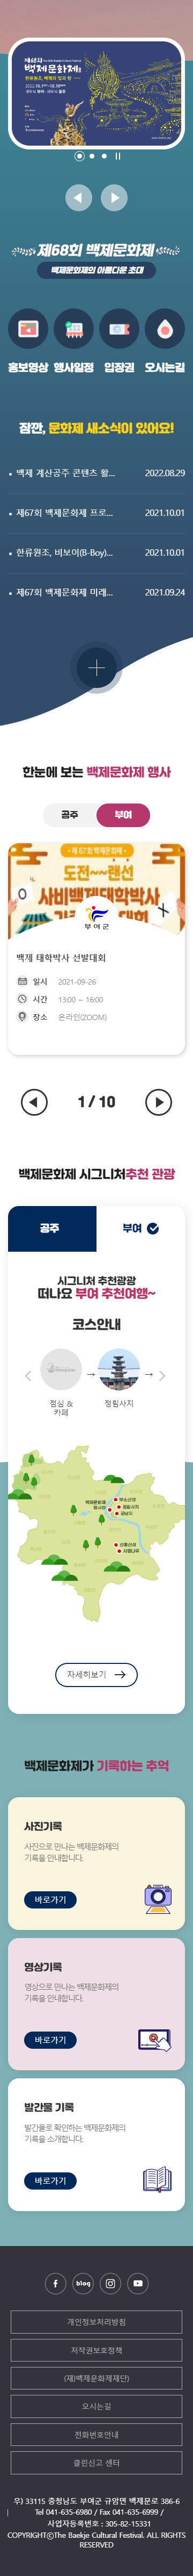 제68회
백제문화제
한류원조, 백제의 빛과 향
제68회 백제문화제
백제문화제의 아름다운 초대
홍보영상 행사일정 입장권 오시는길
잠깐, 문화제 새소식이 있어요!
백제 계산공주 콘텐츠 활... 2022.08.29
제67회 백제문화제 프로... 2021.10.01
한류원조, 비보이(B-Boy)... 2021.10.01
제67회 백제문화제 미래... 2021.09.24
한눈에 보는 백제문화제 행사
공주 부여
제67회백제문화제
도전~랜선
사비백제대학박사
부여군
백제 태학박사 선발대회
일시 2021-09-26
시간 13:00 ~ 16:00
장소 온라인(ZOOM)
1 / 10
백제문화제 시그니처추천 관광
공주 부여
시그니처 추천광광
떠나요 부여 추천여행~
코스안내
점심 &
카페
정림사지
부소산성
백제문화단지
정림사지
궁남지
신동엽생가
서동나루
자세히보기
백제문화제가 기록하는 추억
사진기록
사진으로 만나는 백제문화제의
기록을 안내합니다.
바로가기
영상기록
영상으로 만나는 백제문화제의
기록을 안내합니다.
바로가기
발간물 기록
발간물로 확인하는 백제문화제의
기록을 소개합니다.
바로가기
blog
개인정보처리방침
저작권보호정책
(재)백제문화제재단)
오시는길
전화번호안내
클린신고 센터
우) 33115 충청남도 부여군 규암면 백제문로 386-6
| Tel 041-635-6980 / Fax 041-635-6999 /
사업자등록번호 : 305-82-15331
COPYRIGHTⓒThe Baekje Cultural Festival. ALL RIGHTS
RESERVED